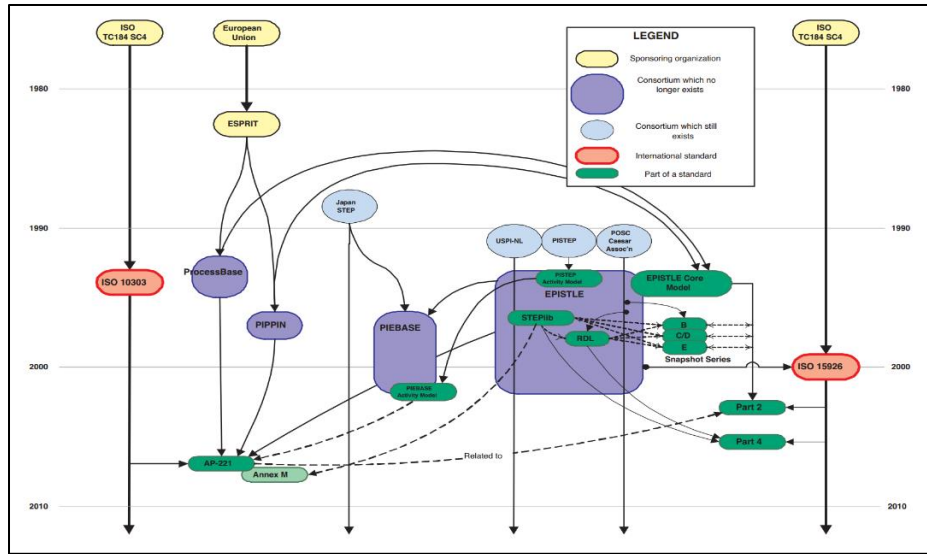 ISO
TC184 SC4
European
Union
ISO
TC184 SC4
LEGEND
Sponsoring organization
Consortium which no
longer exists
Consortium which still
exists
International standard
Part of a standard
1980
1980
ESPRIT
Japan
STEP
1990
1990
USPI-NL
PISTEP
POSC
Caesar
Assoc'n
ProcessBase
ISO 10303
PISTEP
Activity Model
EPISTLE
EPISTLE Core
Model
PIPPIN
PIEBASE
STEPlib
RDL
B
C/D
E
Snapshot Series
2000
2000
ISO 15926
PIEBASE
Activity Model
Part 2
Part 4
Related to
AP-221
Annex M
2010
2010